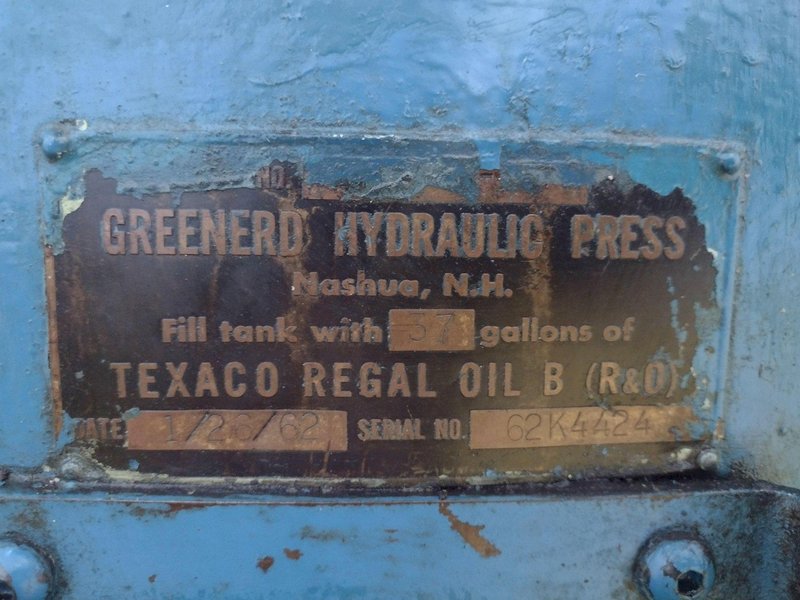 GREENERD HYDRAULIC PRESS
Nashua, N.H.
Fill tank with 37 gallons of
TEXACO REGAL OIL B (R&O)
DATE 1/26/62 SERIAL NO. 62K4424